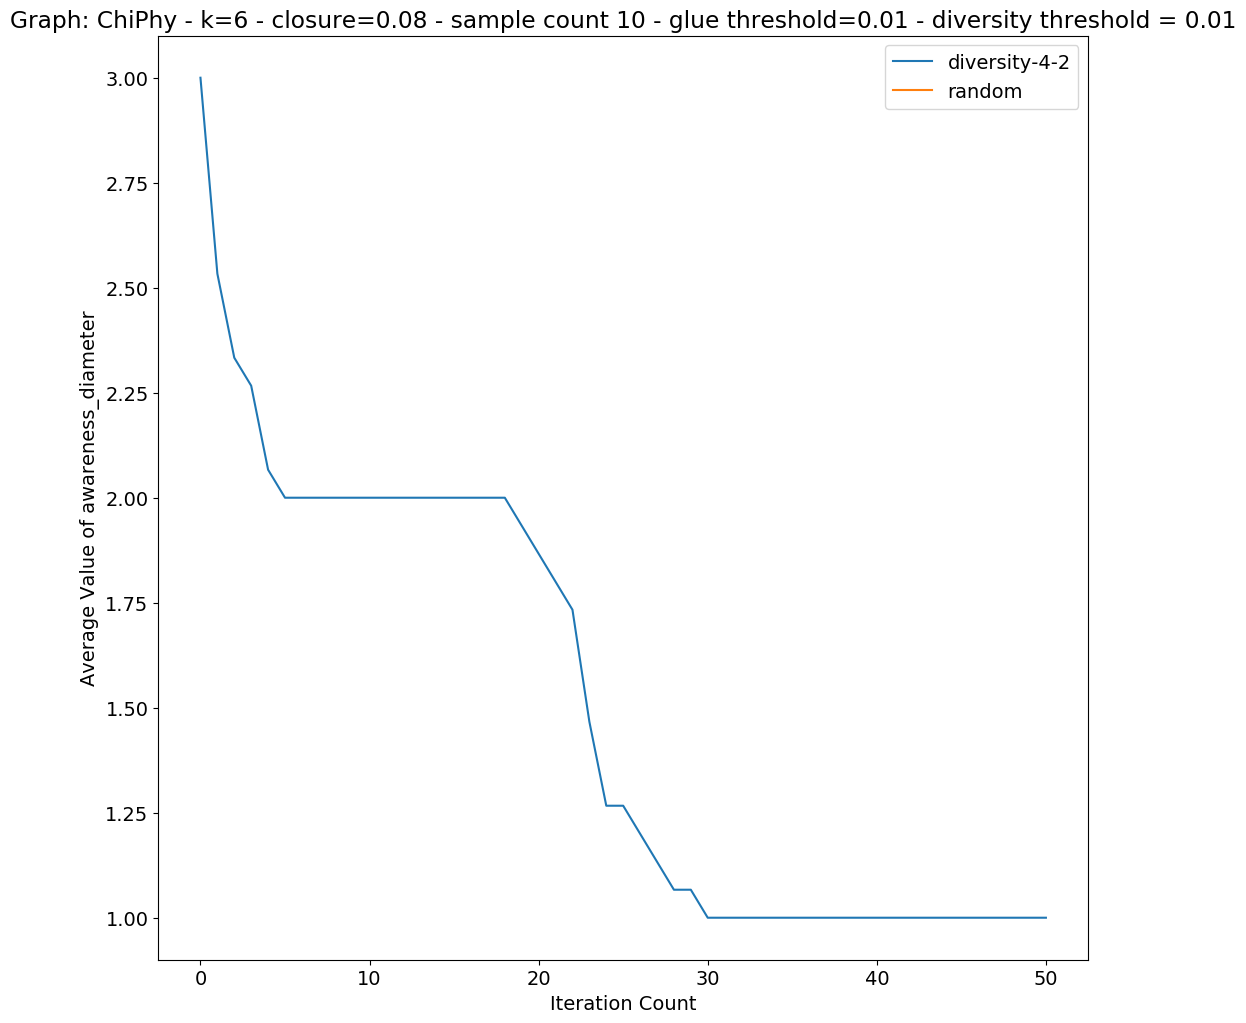 Graph: ChiPhy - k=6 - closure=0.08 - sample count 10 - glue threshold=0.01 - diversity threshold = 0.01
diversity-4-2
random
3.00
2.75
2.50
2.25
2.00
1.75
1.50
1.25
1.00
Average Value of awareness_diameter
0 10 20 30 40 50
Iteration Count